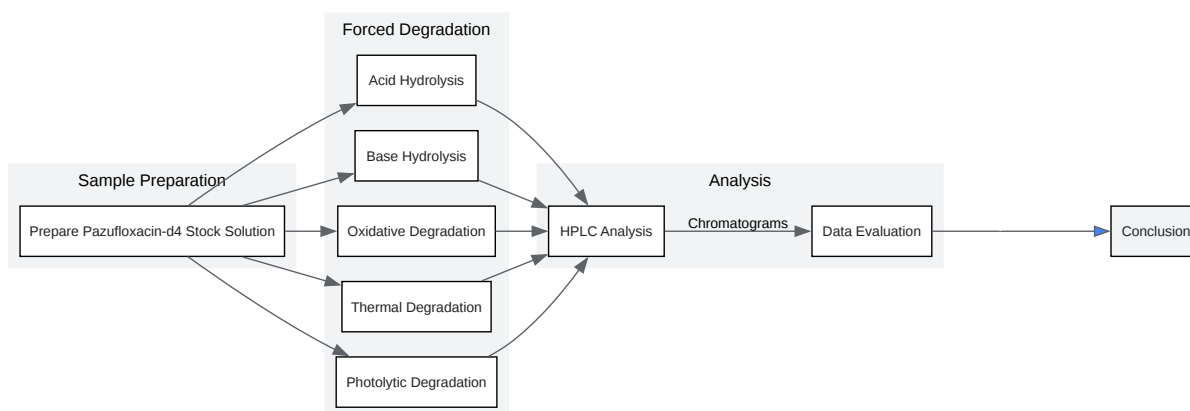 Forced Degradation
Acid Hydrolysis
Base Hydrolysis
Sample Preparation
Analysis
Prepare Pazufloxacin-d4 Stock Solution
Oxidative Degradation
HPLC Analysis
Chromatograms
Data Evaluation
Conclusion
Thermal Degradation
Photolytic Degradation